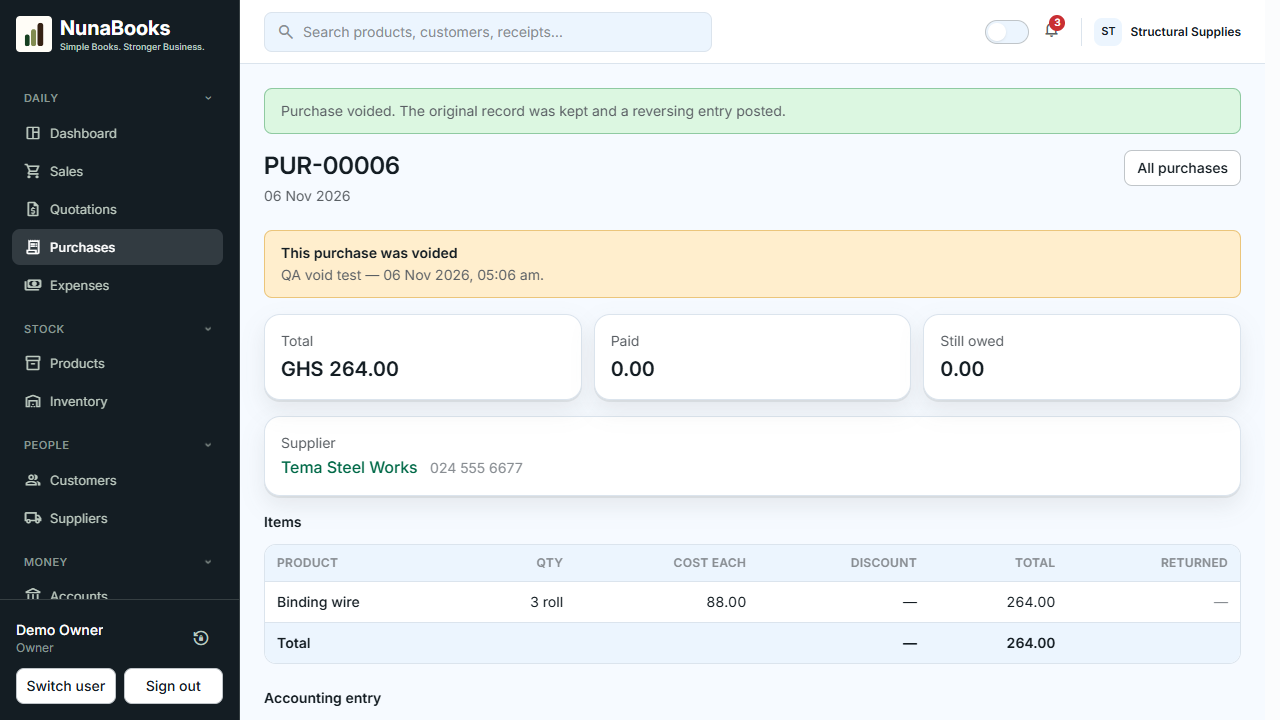 NunaBooks
Simple Books. Stronger Business.
DAILY
Dashboard
Sales
Quotations
Purchases
Expenses
STOCK
Products
Inventory
PEOPLE
Customers
Suppliers
MONEY
Accounts
Demo Owner
Owner
Switch user
Sign out
Search products, customers, receipts...
3
ST
Structural Supplies
Purchase voided. The original record was kept and a reversing entry posted.
PUR-00006
All purchases
06 Nov 2026
This purchase was voided
QA void test — 06 Nov 2026, 05:06 am.
Total
GHS 264.00
Paid
0.00
Still owed
0.00
Supplier
Tema Steel Works 024 555 6677
Items
PRODUCT QTY COST EACH DISCOUNT TOTAL RETURNED
Binding wire 3 roll 88.00 — 264.00 —
Total — 264.00
Accounting entry